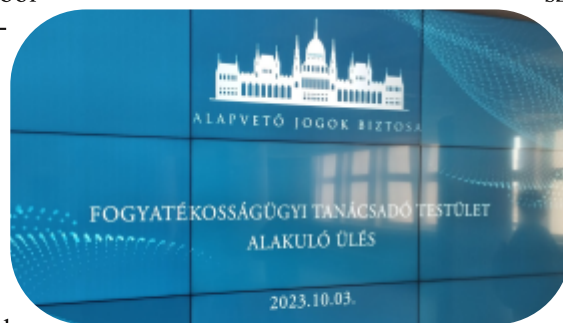 ALAPVETŐ JOGOK BIZTOSA
FOGYATÉKOSSÁGÜGYI TANÁCSADÓ TESTÜLET
ALAKULÓ ÜLÉS
2023.10.03.